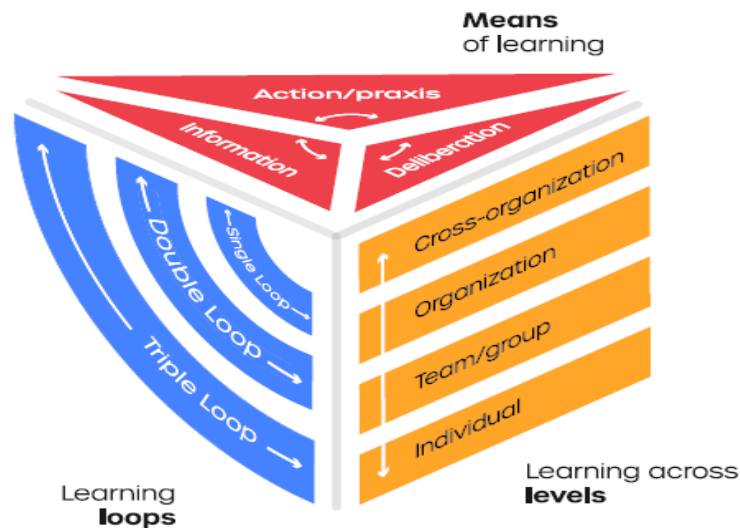 Means
of learning
Action/praxis
Information
Deliberation
Cross-organization
Organization
Team/group
Individual
Single Loop
Double Loop
Triple Loop
Learning
loops
Learning across
levels